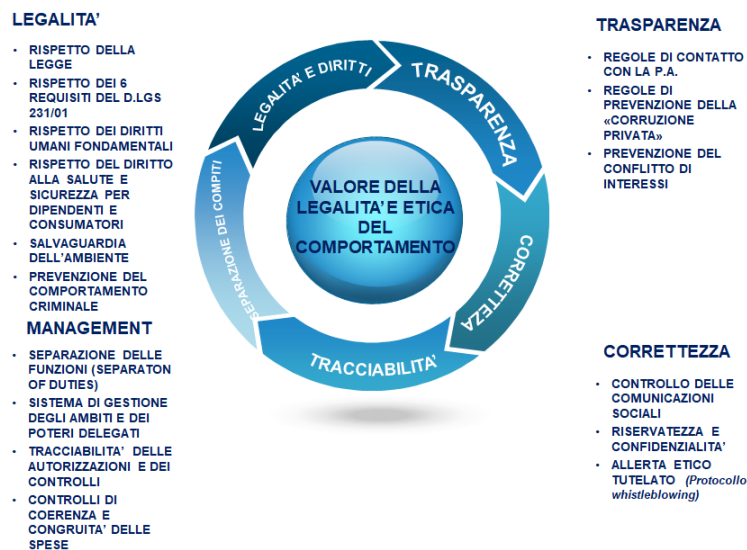 LEGALITA’
• RISPETTO DELLA
LEGGE
• RISPETTO DEI 6
REQUISITI DEL D.LGS
231/01
• RISPETTO DEI DIRITTI
UMANI FONDAMENTALI
• RISPETTO DEL DIRITTO
ALLA SALUTE E
SICUREZZA PER
DIPENDENTI E
CONSUMATORI
• SALVAGUARDIA
DELL’AMBIENTE
• PREVENZIONE DEL
COMPORTAMENTO
CRIMINALE
MANAGEMENT
• SEPARAZIONE DELLE
FUNZIONI (SEPARATON
OF DUTIES)
• SISTEMA DI GESTIONE
DEGLI AMBITI E DEI
POTERI DELEGATI
• TRACCIABILITA’ DELLE
AUTORIZZAZIONI E DEI
CONTROLLI
• CONTROLLI DI
COERENZA E
CONGRUITA’ DELLE
SPESE
LEGALITA’ E DIRITTI
TRASPARENZA
CORRETTEZA
TRACCIABILITA’
SEPARAZIONE DEI COMPITI
VALORE DELLA
LEGALITA’E ETICA
DEL
COMPORTAMENTO
TRASPARENZA
• REGOLE DI CONTATTO
CON LA P.A.
• REGOLE DI
PREVENZIONE DELLA
«CORRUZIONE
PRIVATA»
• PREVENZIONE DEL
CONFLITTO DI
INTERESSI
CORRETTEZZA
• CONTROLLO DELLE
COMUNICAZIONI
SOCIALI
• RISERVATEZZA E
CONFIDENZIALITA’
• ALLERTA ETICO
TUTELATO (Protocollo
whistleblowing)